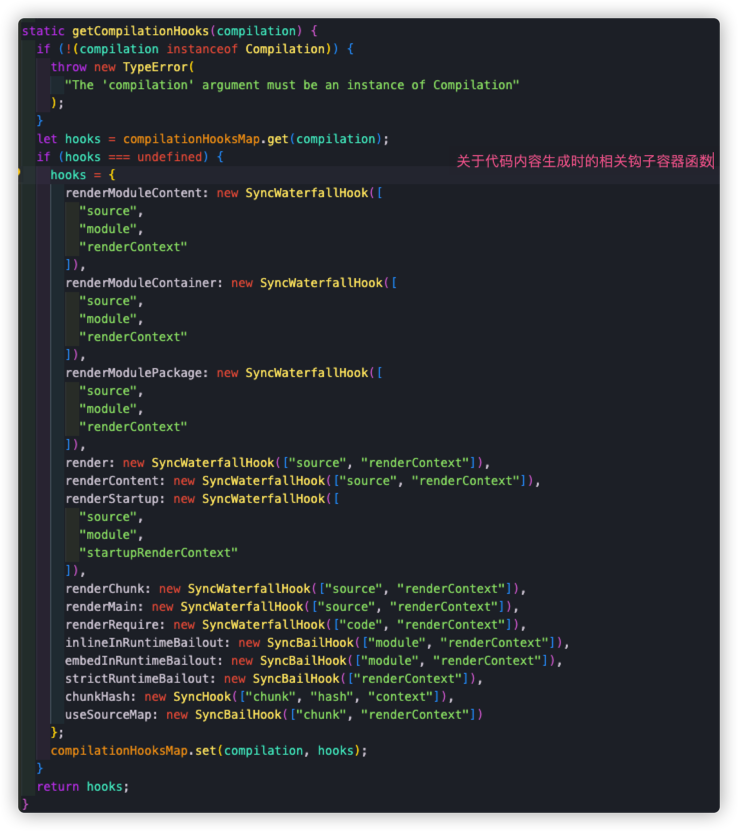 static getCompilationHooks(compilation) {
if (!(compilation instanceof Compilation)) {
throw new TypeError(
"The 'compilation' argument must be an instance of Compilation"
);
}
let hooks = compilationHooksMap.get(compilation);
if (hooks === undefined) {
关于代码内容生成时的相关钩子容器函数
hooks = {
renderModuleContent: new SyncWaterfallHook([
"source",
"module",
"renderContext"
]),
renderModuleContainer: new SyncWaterfallHook([
"source",
"module",
"renderContext"
]),
renderModulePackage: new SyncWaterfallHook([
"source",
"module",
"renderContext"
]),
render: new SyncWaterfallHook(["source", "renderContext"]),
renderContent: new SyncWaterfallHook(["source", "renderContext"]),
renderStartup: new SyncWaterfallHook([
"source",
"module",
"startupRenderContext"
]),
renderChunk: new SyncWaterfallHook(["source", "renderContext"]),
renderMain: new SyncWaterfallHook(["source", "renderContext"]),
renderRequire: new SyncWaterfallHook(["code", "renderContext"]),
inlineInRuntimeBailout: new SyncBailHook(["module", "renderContext"]),
embedInRuntimeBailout: new SyncBailHook(["module", "renderContext"]),
strictRuntimeBailout: new SyncBailHook(["renderContext"]),
chunkHash: new SyncHook(["chunk", "hash", "context"]),
useSourceMap: new SyncBailHook(["chunk", "renderContext"])
};
compilationHooksMap.set(compilation, hooks);
}
return hooks;
}